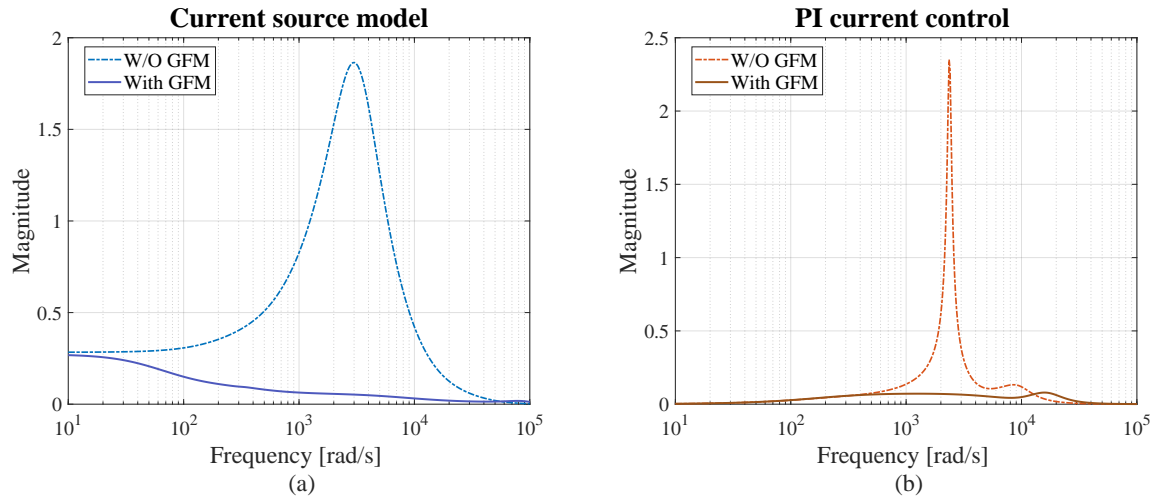 Current source model
W/O GFM
With GFM
Magnitude
2
1.5
1
0.5
0
10^1
10^2
10^3
10^4
10^5
Frequency [rad/s]
(a)
PI current control
W/O GFM
With GFM
Magnitude
2.5
2
1.5
1
0.5
0
10^1
10^2
10^3
10^4
10^5
Frequency [rad/s]
(b)